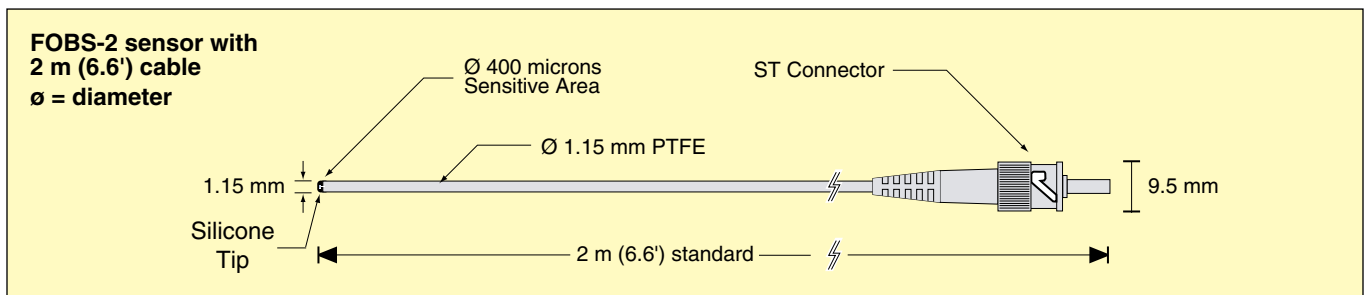 FOBS-2 sensor with
2 m (6.6') cable
ø = diameter
Ø 400 microns
Sensitive Area
ST Connector
Ø 1.15 mm PTFE
1.15 mm
9.5 mm
Silicone
Tip
2 m (6.6') standard